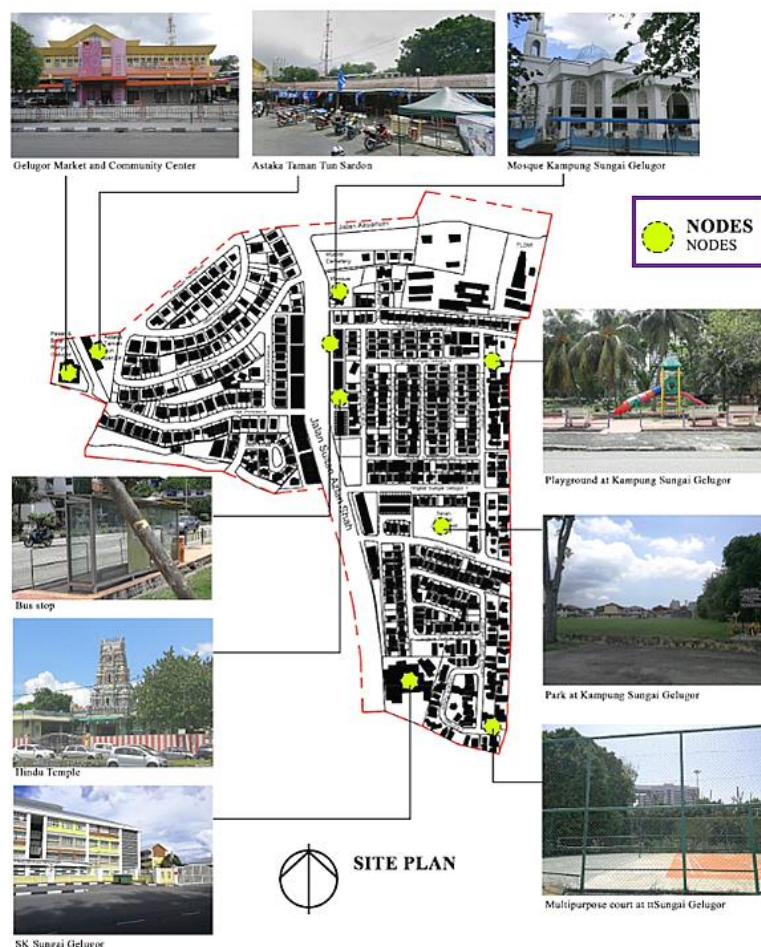 Gelugor Market and Community Center
Astaka Taman Tun Sardon
Mosque Kampung Sungai Gelugor
NODES
NODES
Jalan Sultan Azlan Shah
Playground at Kampung Sungai Gelugor
Bus stop
Park at Kampung Sungai Gelugor
Hindu Temple
SITE PLAN
Multipurpose court at ttSungai Gelugor
SK Sungai Gelugor